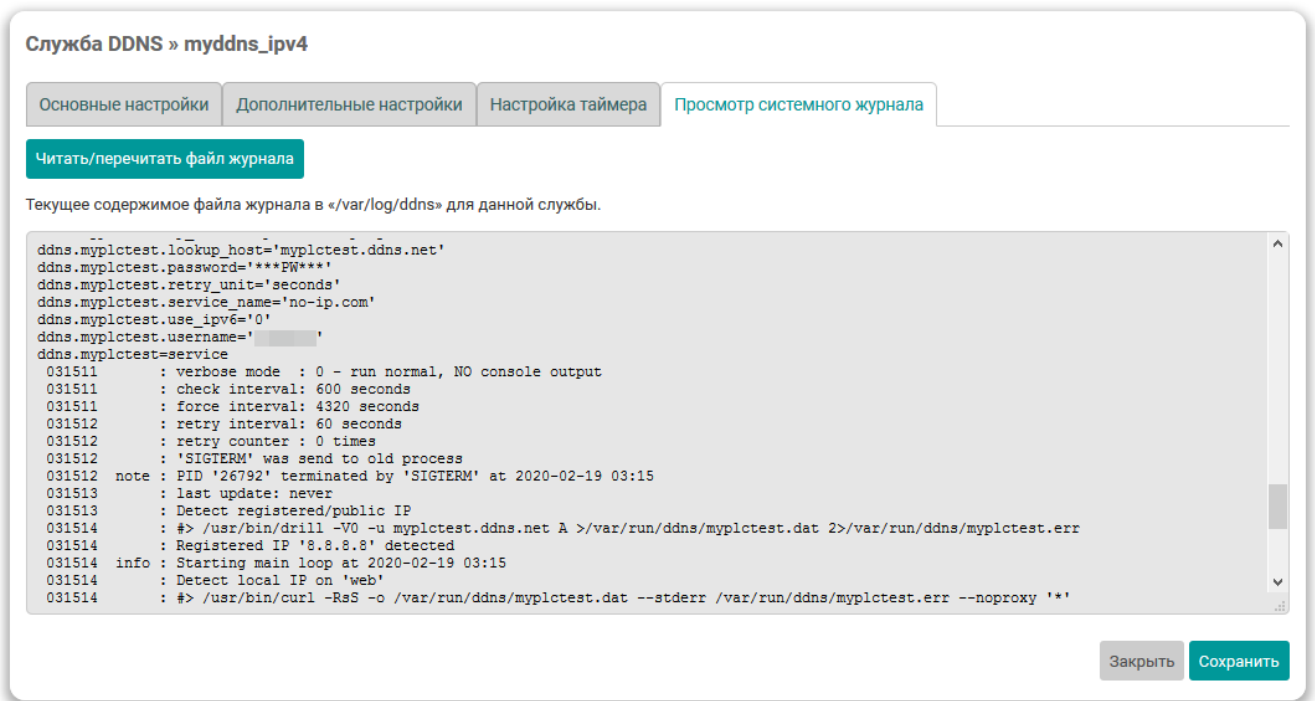 Служба DDNS » myddns_ipv4
Основные настройки Дополнительные настройки Настройка таймера Просмотр системного журнала
Читать/перечитать файл журнала
Текущее содержимое файла журнала в «/var/log/ddns» для данной службы.
ddns.myplctest.lookup_host='myplctest.ddns.net'
ddns.myplctest.password='***PW***'
ddns.myplctest.retry_unit='seconds'
ddns.myplctest.service_name='no-ip.com'
ddns.myplctest.use_ipv6='0'
ddns.myplctest.username=' '
ddns.myplctest=service
031511 : verbose mode : 0 - run normal, NO console output
031511 : check interval: 600 seconds
031511 : force interval: 4320 seconds
031512 : retry interval: 60 seconds
031512 : retry counter : 0 times
031512 : 'SIGTERM' was send to old process
031512 note : PID '26792' terminated by 'SIGTERM' at 2020-02-19 03:15
031513 : last update: never
031513 : Detect registered/public IP
031514 : #> /usr/bin/drill -V0 -u myplctest.ddns.net A >/var/run/ddns/myplctest.dat 2>/var/run/ddns/myplctest.err
031514 : Registered IP '8.8.8.8' detected
031514 info : Starting main loop at 2020-02-19 03:15
031514 : Detect local IP on 'web'
031514 : #> /usr/bin/curl -RsS -o /var/run/ddns/myplctest.dat --stderr /var/run/ddns/myplctest.err --noproxy '*'
Закрыть Сохранить